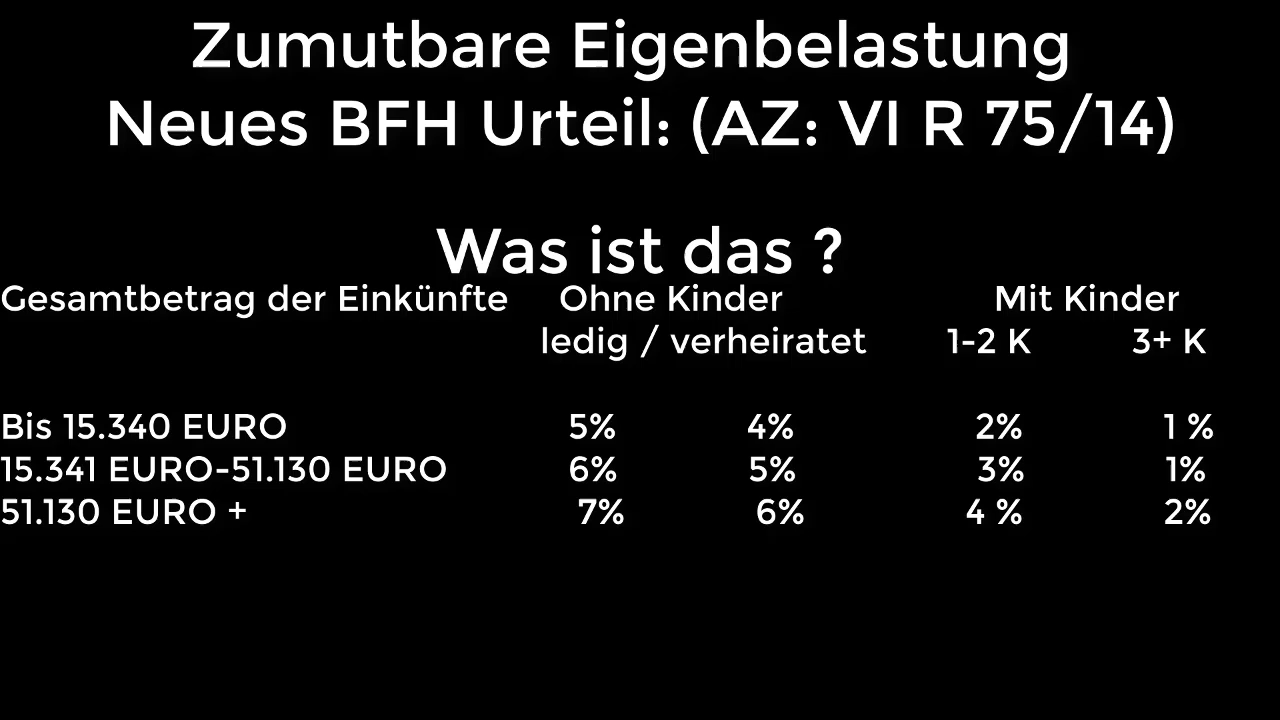 Zumutbare Eigenbelastung
Neues BFH Urteil: (AZ: VI R 75/14)
Was ist das ?
Gesamtbetrag der Einkünfte Ohne Kinder Mit Kinder
ledig / verheiratet 1-2 K 3+ K
Bis 15.340 EURO 5% 4% 2% 1 %
15.341 EURO-51.130 EURO 6% 5% 3% 1%
51.130 EURO + 7% 6% 4 % 2%